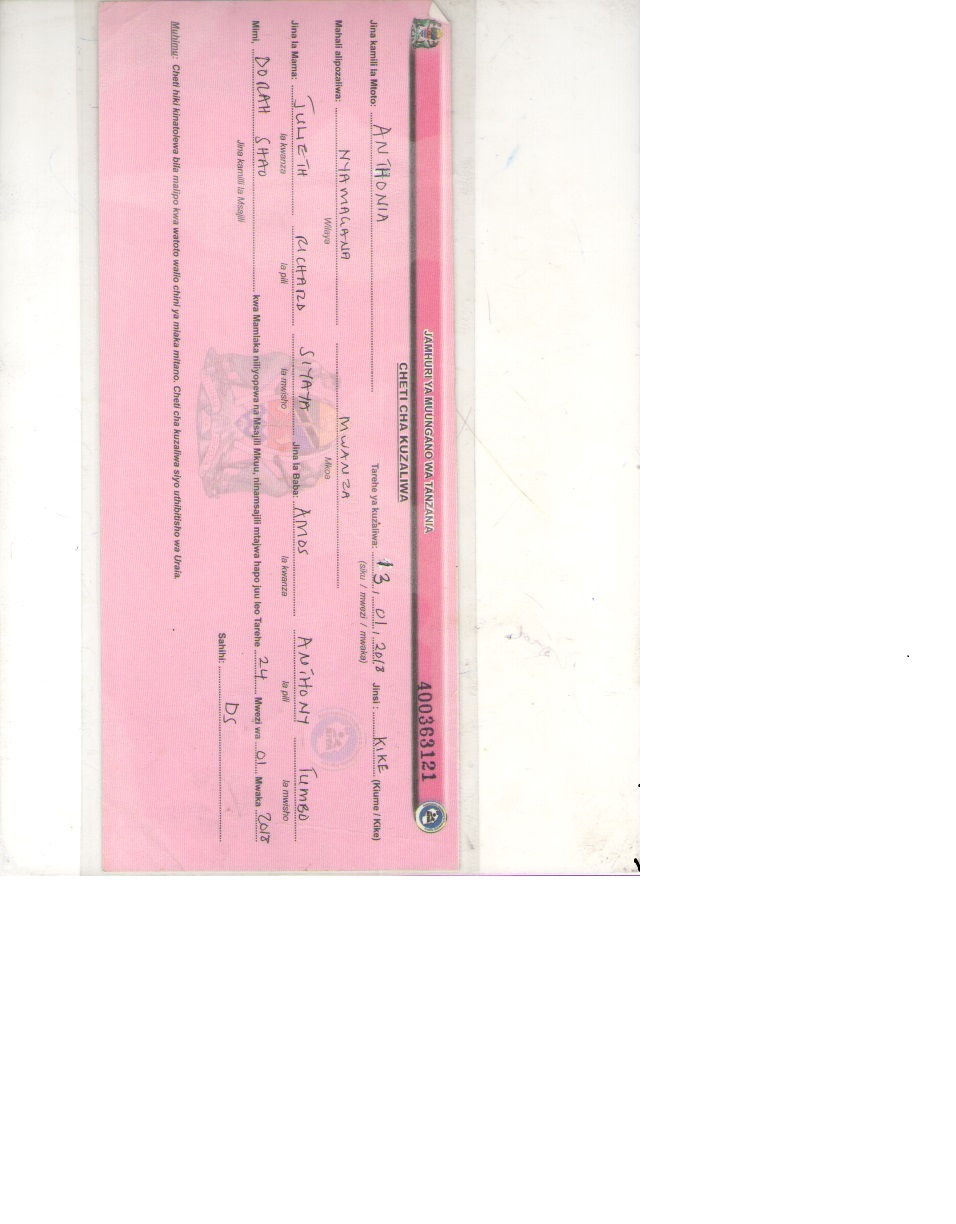 JAMHURI YA MUUNGANO WA TANZANIA 400363121
CHETI CHA KUZALIWA
Jina kamili la Mtoto: ANTHONIA Tarehe ya kuzaliwa: 13 / 01 / 2018 Jinsi: KIKE (Kiume / Kike)
(siku / mwezi / mwaka)
Mahali alipozaliwa: NYAMAGANA MWANZA
Wilaya Mkoa
Jina la Mama: JULIETH RICHARD SIYAYA Jina la Baba: AMOS ANTHONY TUMBO
la kwanza la pili la mwisho la kwanza la pili la mwisho
Mimi, DORAH SHAO kwa Mamlaka niliyopewa na Msajili Mkuu, ninamsajili mtajwa hapo juu leo Tarehe 24 Mwezi wa 01 Mwaka 2018
Jina kamili la Msajili
Sahihi: DS
Muhimu: Cheti hiki kinatolewa bila malipo kwa watoto walio chini ya miaka mitano. Cheti cha kuzaliwa siyo uthibitisho wa Uraia.